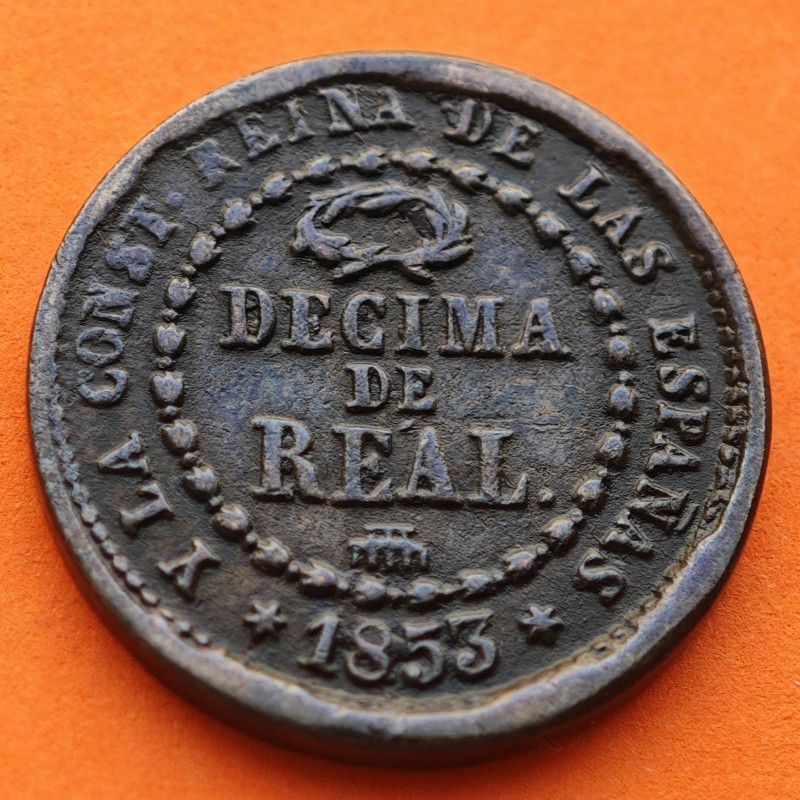 Y LA CONST. REINA DE LAS ESPAÑAS
DECIMA
DE
REAL.
* 1853 *